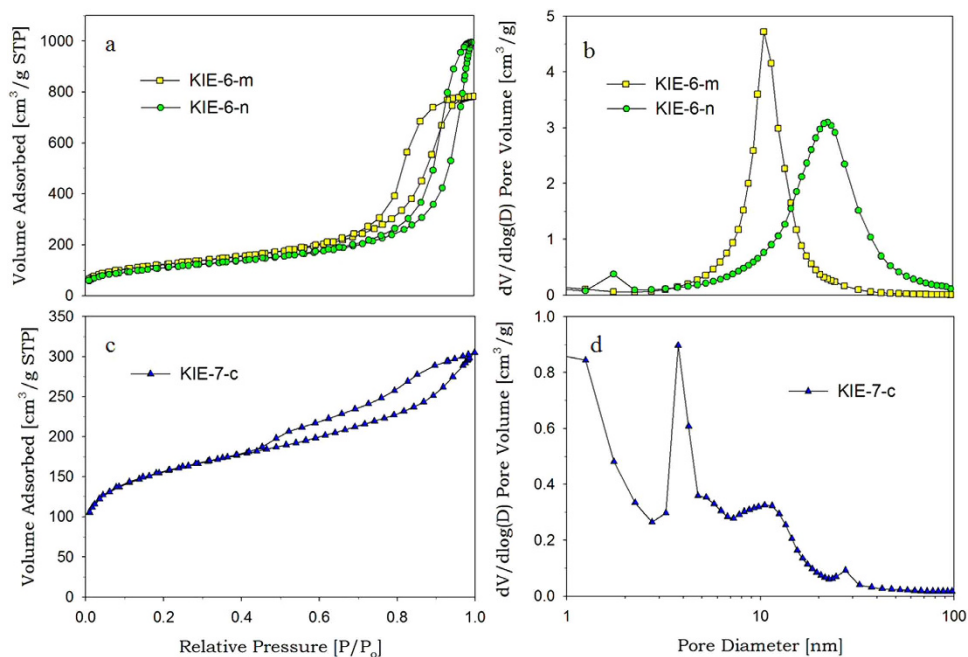 a
KIE-6-m
KIE-6-n
Volume Adsorbed [cm³/g STP]
1000
800
600
400
200
0
b
KIE-6-m
KIE-6-n
dV/dlog(D) Pore Volume [cm³/g]
5
4
3
2
1
0
c
KIE-7-c
Volume Adsorbed [cm³/g STP]
350
300
250
200
150
100
50
0
0.0 0.2 0.4 0.6 0.8 1.0
Relative Pressure [P/Pₒ]
d
KIE-7-c
dV/dlog(D) Pore Volume [cm³/g]
1.0
0.8
0.6
0.4
0.2
0.0
1 10 100
Pore Diameter [nm]